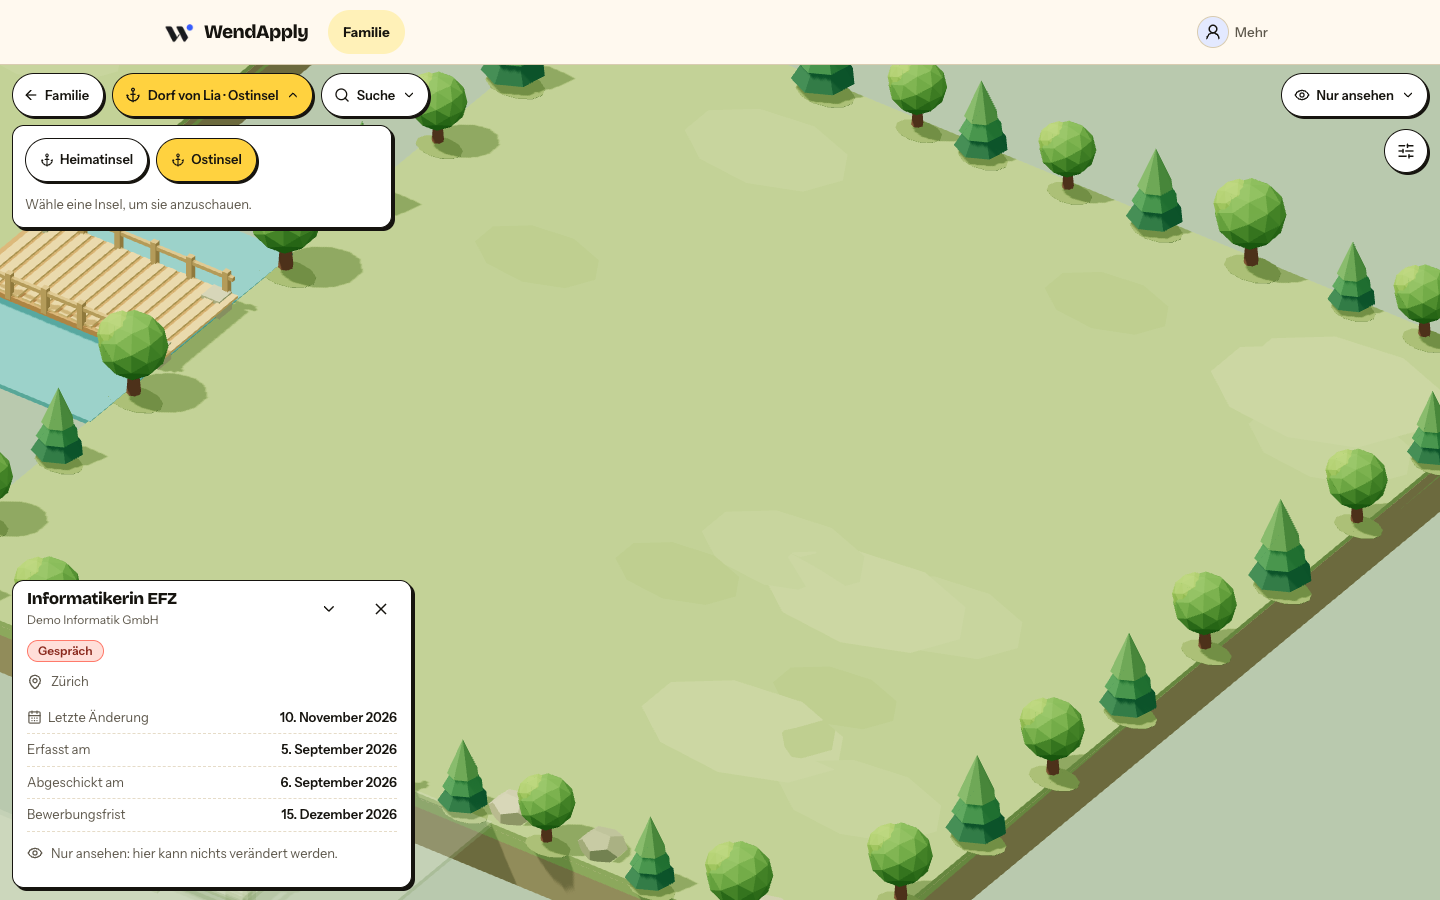 WendApply
Familie
Mehr
Familie
Dorf von Lia · Ostinsel
Suche
Nur ansehen
Heimatinsel
Ostinsel
Wähle eine Insel, um sie anzuschauen.
Informatikerin EFZ
Demo Informatik GmbH
Gespräch
Zürich
Letzte Änderung 10. November 2026
Erfasst am 5. September 2026
Abgeschickt am 6. September 2026
Bewerbungsfrist 15. Dezember 2026
Nur ansehen: hier kann nichts verändert werden.